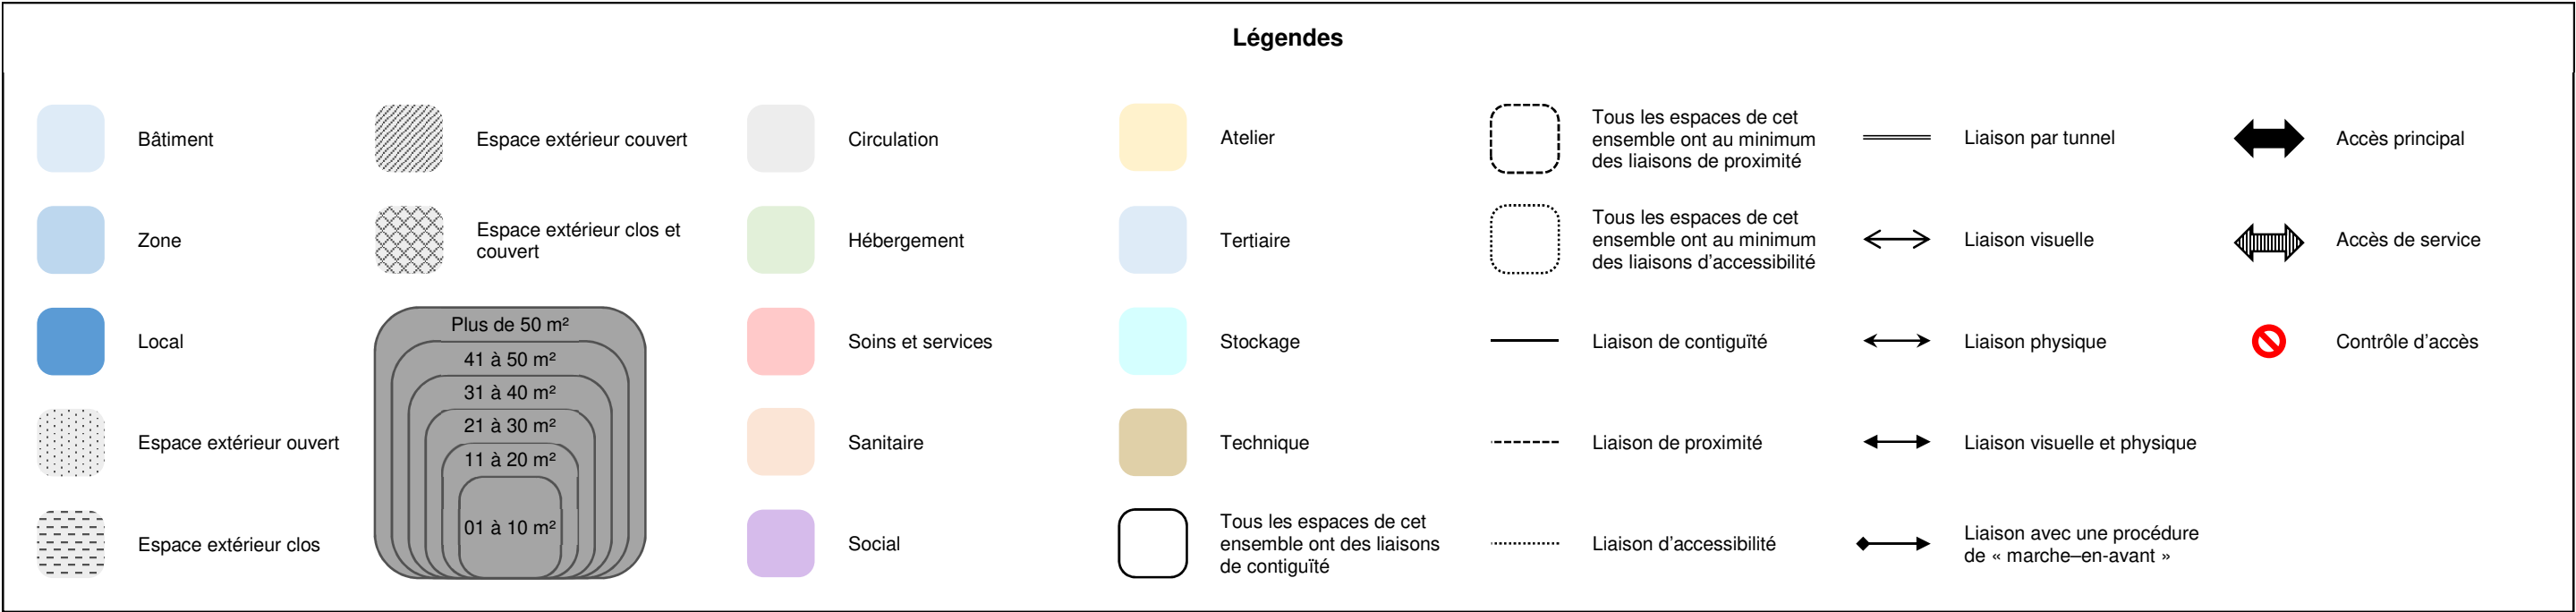 Légendes
Bâtiment
Zone
Local
Espace extérieur ouvert
Espace extérieur clos
Espace extérieur couvert
Espace extérieur clos et
couvert
Plus de 50 m²
41 à 50 m²
31 à 40 m²
21 à 30 m²
11 à 20 m²
01 à 10 m²
Circulation
Hébergement
Soins et services
Sanitaire
Social
Atelier
Tertiaire
Stockage
Technique
Tous les espaces de cet
ensemble ont des liaisons
de contiguïté
Tous les espaces de cet
ensemble ont au minimum
des liaisons de proximité
Tous les espaces de cet
ensemble ont au minimum
des liaisons d’accessibilité
Liaison de contiguïté
Liaison de proximité
Liaison d’accessibilité
Liaison par tunnel
Liaison visuelle
Liaison physique
Liaison visuelle et physique
Liaison avec une procédure
de « marche–en-avant »
Accès principal
Accès de service
Contrôle d’accès